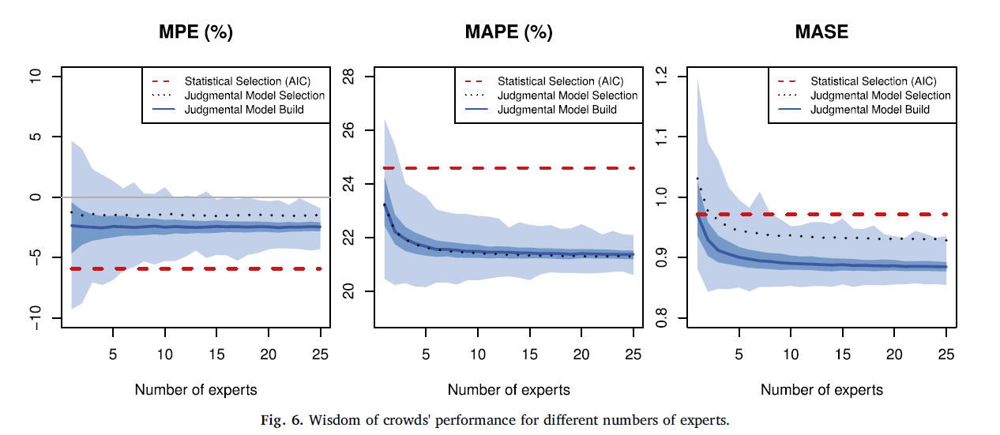 MPE (%)
MAPE (%)
MASE
10
5
0
−5
−10
Statistical Selection (AIC)
Judgmental Model Selection
Judgmental Model Build
5
10
15
20
25
Number of experts
28
26
24
22
20
Statistical Selection (AIC)
Judgmental Model Selection
Judgmental Model Build
5
10
15
20
25
Number of experts
1.2
1.1
1.0
0.9
0.8
Statistical Selection (AIC)
Judgmental Model Selection
Judgmental Model Build
5
10
15
20
25
Number of experts
Fig. 6. Wisdom of crowds' performance for different numbers of experts.